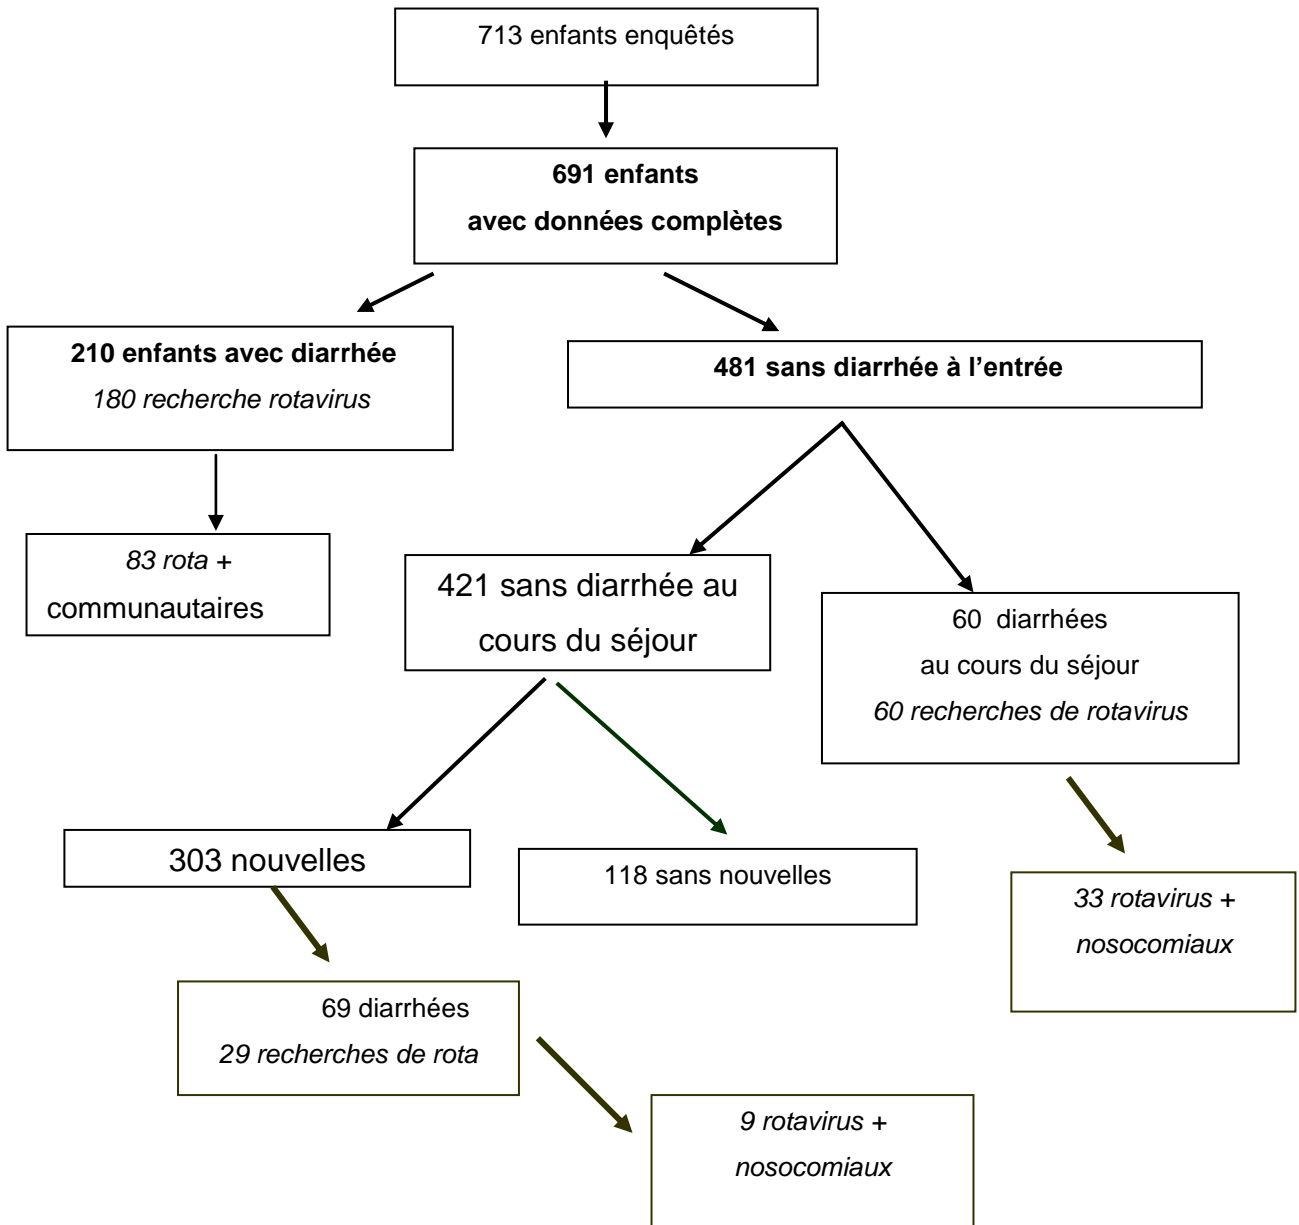 713 enfants enquêtés
691 enfants
avec données complètes
210 enfants avec diarrhée
180 recherche rotavirus
481 sans diarrhée à l'entrée
83 rota +
communautaires
421 sans diarrhée au
cours du séjour
60 diarrhées
au cours du séjour
60 recherches de rotavirus
303 nouvelles
118 sans nouvelles
33 rotavirus +
nosocomiaux
69 diarrhées
29 recherches de rota
9 rotavirus +
nosocomiaux